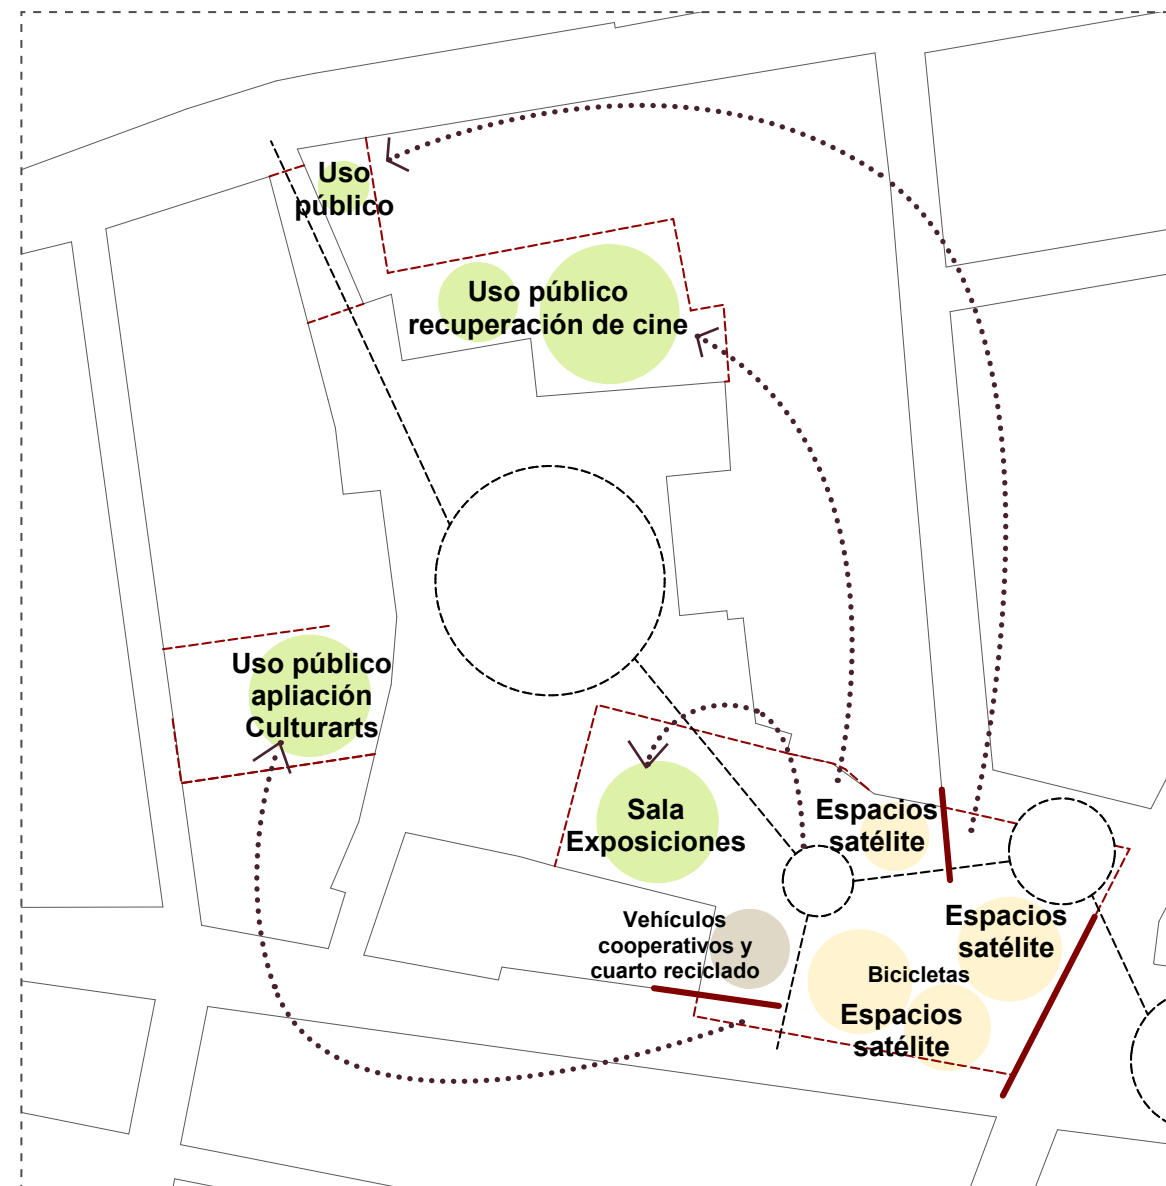 Uso
público
Uso público
recuperación de cine
Uso público
apliación
Culturarts
Sala
Exposiciones
Espacios
satélite
Vehículos
cooperativos y
cuarto reciclado
Espacios
satélite
Bicicletas
Espacios
satélite